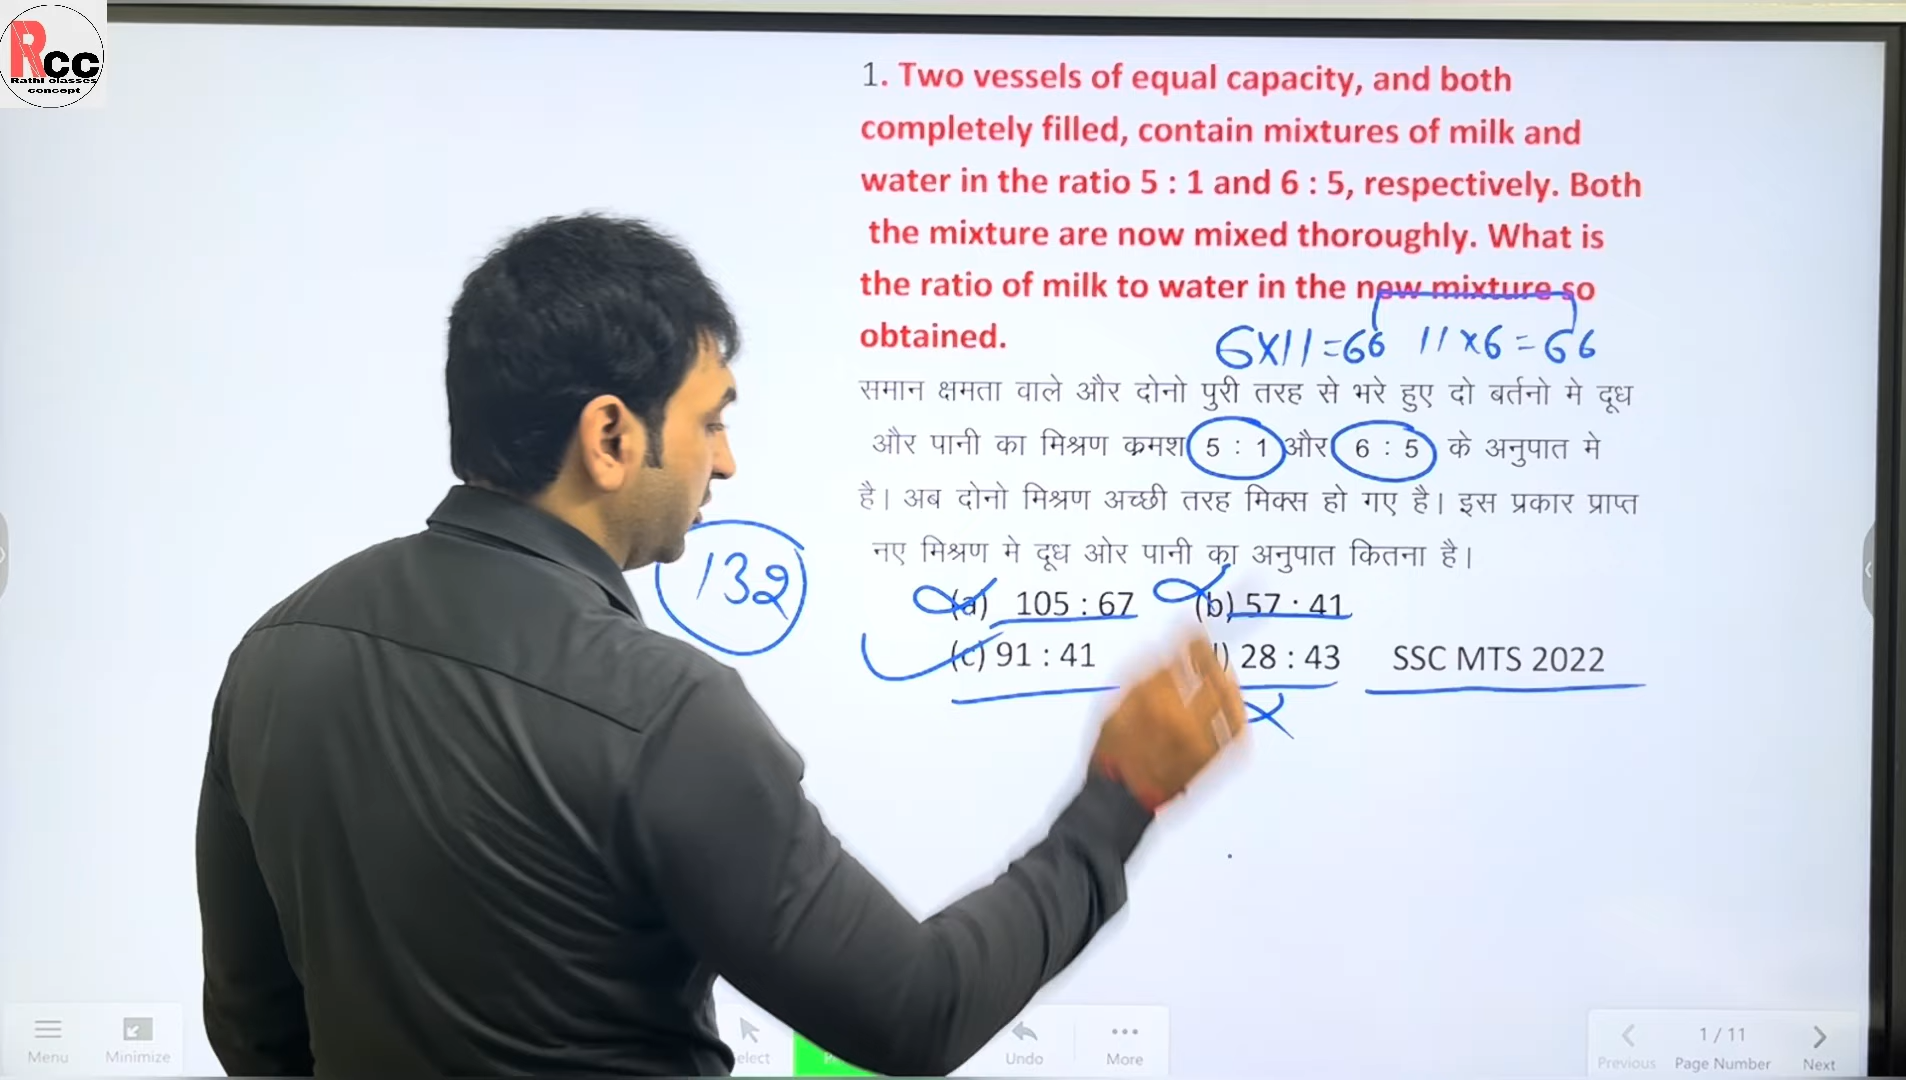 Rcc
Rathi classes
concept
1. Two vessels of equal capacity, and both
completely filled, contain mixtures of milk and
water in the ratio 5 : 1 and 6 : 5, respectively. Both
the mixture are now mixed thoroughly. What is
the ratio of milk to water in the new mixture so
obtained.
6×11=66 11×6=66
समान क्षमता वाले और दोनो पुरी तरह से भरे हुए दो बर्तनो मे दूध
और पानी का मिश्रण क्रमश 5 : 1 और 6 : 5 के अनुपात मे
है। अब दोनो मिश्रण अच्छी तरह मिक्स हो गए है। इस प्रकार प्राप्त
नए मिश्रण मे दूध ओर पानी का अनुपात कितना है।
132
(a) 105 : 67 (b) 57 : 41
(c) 91 : 41 28 : 43 SSC MTS 2022
Menu Minimize Undo More
1 / 11
Previous Page Number Next